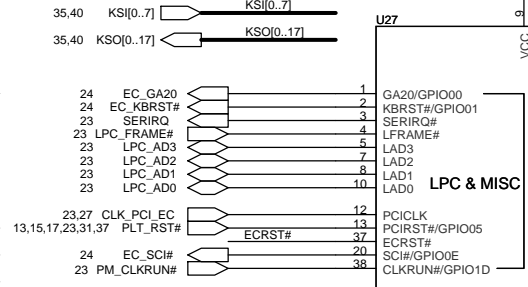 35,40 KSI[0..7] KSI[0..7]
U27
9
VCC
35,40 KSO[0..17] KSO[0..17]
24 EC_GA20 1 GA20/GPIO00
24 EC_KBRST# 2 KBRST#/GPIO01
23 SERIRQ 3 SERIRQ#
23 LPC_FRAME# 4 LFRAME#
23 LPC_AD3 5 LAD3
23 LPC_AD2 7 LAD2
23 LPC_AD1 8 LAD1
23 LPC_AD0 10 LAD0
LPC & MISC
23,27 CLK_PCI_EC 12 PCICLK
13,15,17,23,31,37 PLT_RST# 13 PCIRST#/GPIO05
ECRST# 37 ECRST#
24 EC_SCI# 20 SCI#/GPIO0E
23 PM_CLKRUN# 38 CLKRUN#/GPIO1D